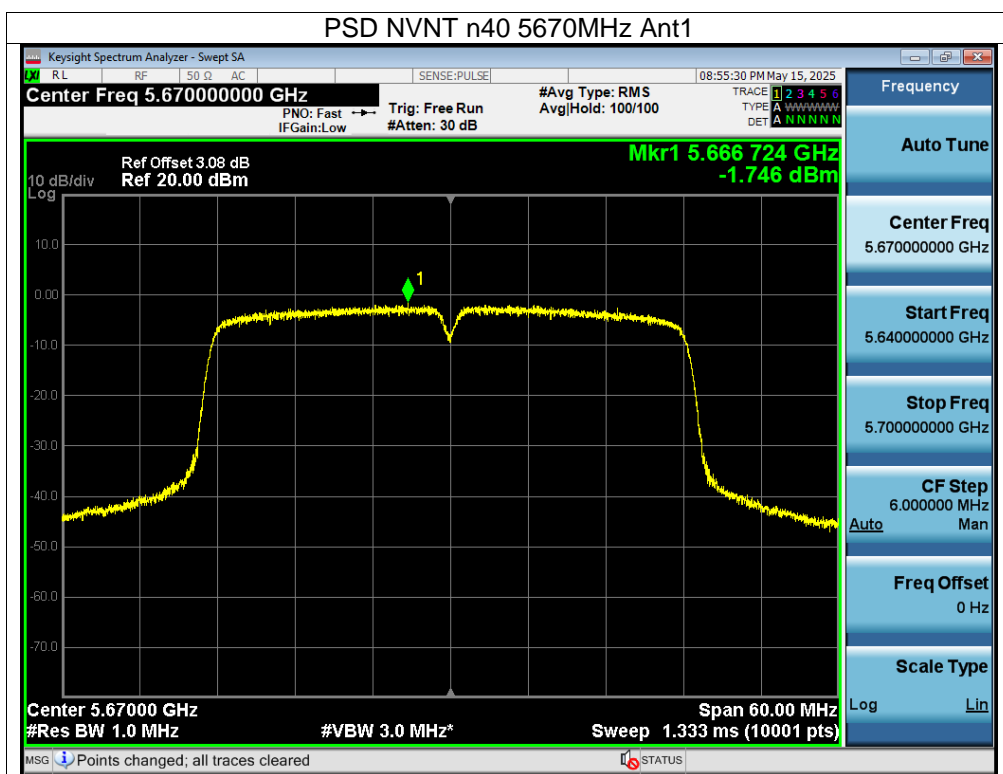 PSD NVNT n40 5670MHz Ant1
Keysight Spectrum Analyzer - Swept SA
LXI RL RF 50 Ω AC SENSE:PULSE 08:55:30 PM May 15, 2025
Center Freq 5.670000000 GHz
PNO: Fast
IFGain:Low
Trig: Free Run
#Atten: 30 dB
#Avg Type: RMS
Avg|Hold: 100/100
TRACE 1 2 3 4 5 6
TYPE A WWWWW
DET A N N N N N
Mkr1 5.666 724 GHz
-1.746 dBm
Ref Offset 3.08 dB
10 dB/div Ref 20.00 dBm
Log
10.0
0.00
-10.0
-20.0
-30.0
-40.0
-50.0
-60.0
-70.0
1
Center 5.67000 GHz Span 60.00 MHz
#Res BW 1.0 MHz #VBW 3.0 MHz* Sweep 1.333 ms (10001 pts)
MSG Points changed; all traces cleared STATUS
Frequency
Auto Tune
Center Freq
5.670000000 GHz
Start Freq
5.640000000 GHz
Stop Freq
5.700000000 GHz
CF Step
6.000000 MHz
Auto Man
Freq Offset
0 Hz
Scale Type
Log Lin